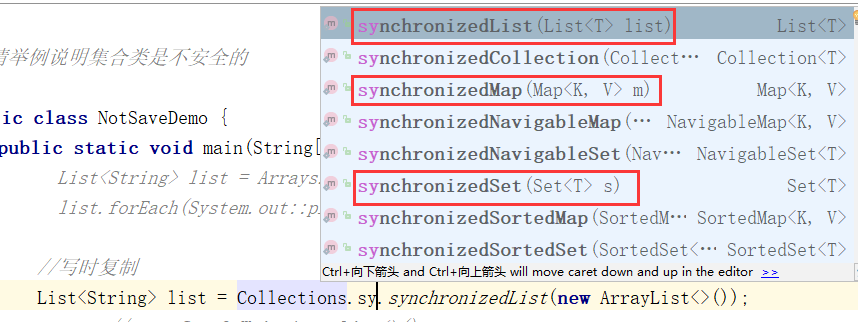 请举例说明集合类是不安全的
ic class NotSaveDemo {
public static void main(String[
List<String> list = Arrays
list.forEach(System.out::p
//写时复制
List<String> list = Collections.sy.synchronizedList(new ArrayList<>());
synchronizedList(List<T> list) List<T>
synchronizedCollection(Collect… Collection<T>
synchronizedMap(Map<K, V> m) Map<K, V>
synchronizedNavigableMap(… NavigableMap<K, V>
synchronizedNavigableSet(Nav… NavigableSet<T>
synchronizedSet(Set<T> s) Set<T>
synchronizedSortedMap(SortedM… SortedMap<K, V>
synchronizedSortedSet(SortedSet<… SortedSet<T>
Ctrl+向下箭头 and Ctrl+向上箭头 will move caret down and up in the editor >>